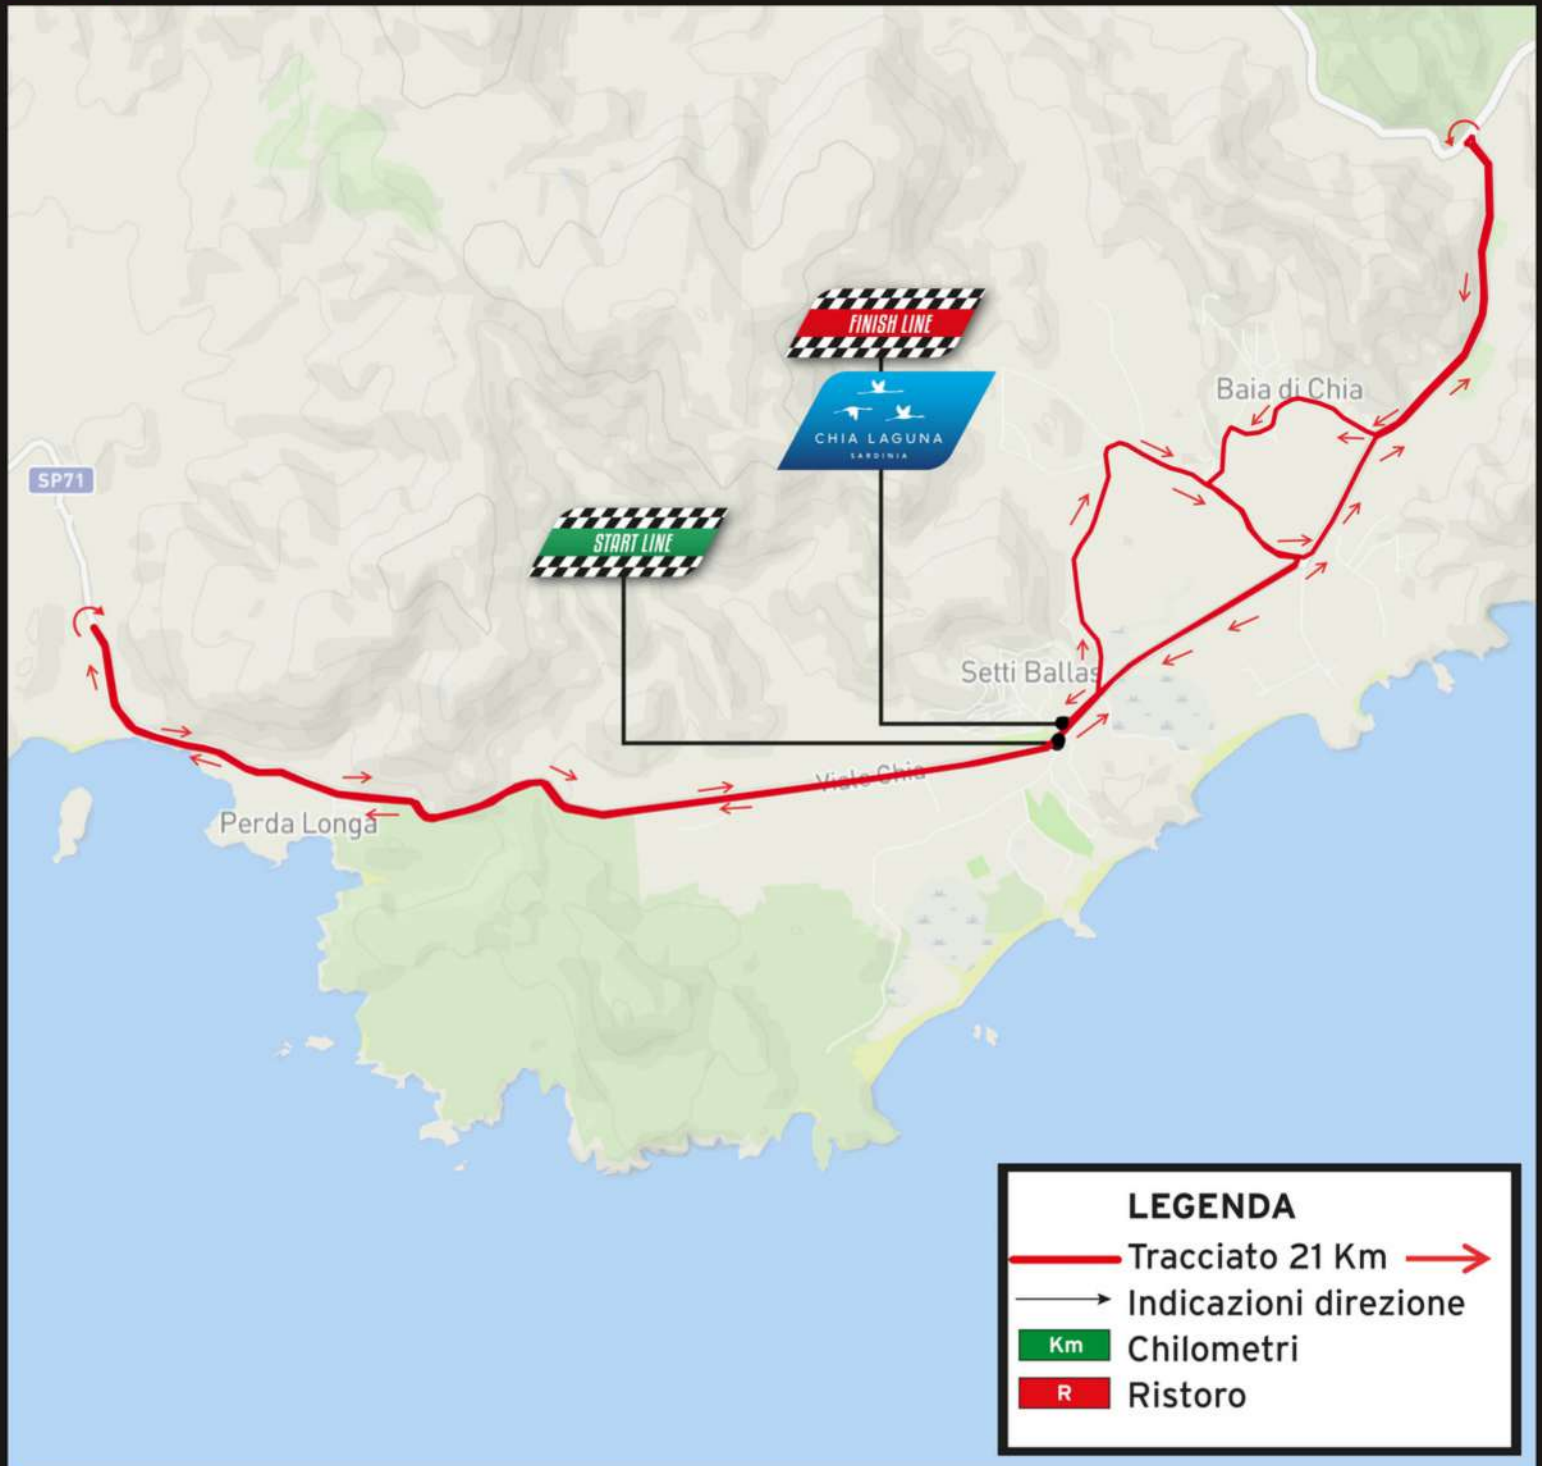 FINISH LINE
Baia di Chia
CHIA LAGUNA
SARDINIA
SP71
START LINE
Setti Ballas
Viale Chia
Perda Longa
LEGENDA
Tracciato 21 Km
Indicazioni direzione
Km Chilometri
R Ristoro